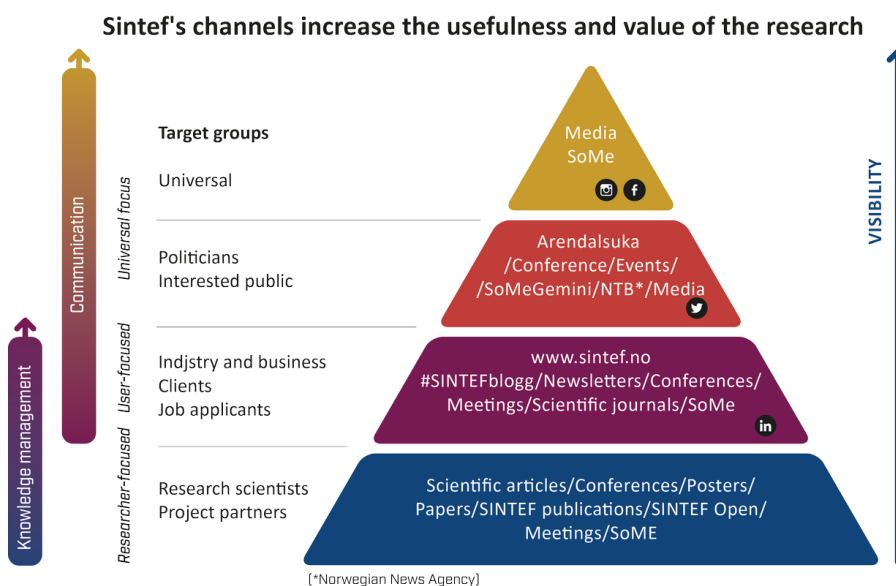 Sintef's channels increase the usefulness and value of the research
Communication
Knowledge management
Universal focus
User-focused
Researcher-focused
Target groups
Universal
Politicians
Interested public
Indjstry and business
Clients
Job applicants
Research scientists
Project partners
Media
SoMe
Arendalsuka
/Conference/Events/
/SoMeGemini/NTB*/Media
www.sintef.no
#SINTEFblogg/Newsletters/Conferences/
Meetings/Scientific journals/SoMe
in
Scientific articles/Conferences/Posters/
Papers/SINTEF publications/SINTEF Open/
Meetings/SoME
VISIBILITY
(*Norwegian News Agency)